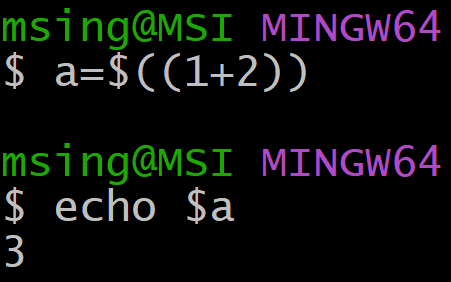 msing@MSI MINGW64
$ a=$((1+2))
msing@MSI MINGW64
$ echo $a
3